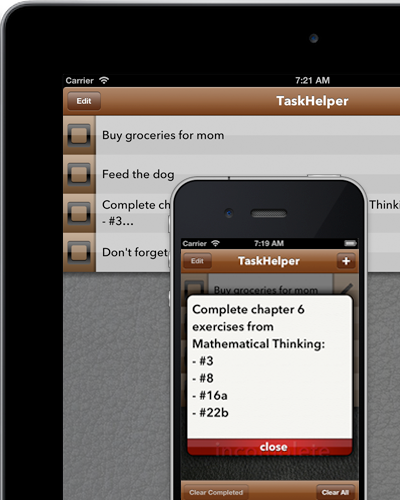 Carrier 7:21 AM
Edit TaskHelper
Buy groceries for mom
Feed the dog
Complete ch
Thinki
- #3...
Don't forget
Carrier 7:19 AM
Edit TaskHelper +
Buy groceries for mom
Complete chapter 6
exercises from
Mathematical Thinking:
- #3
- #8
- #16a
- #22b
close
incomplete
Clear Completed Clear All